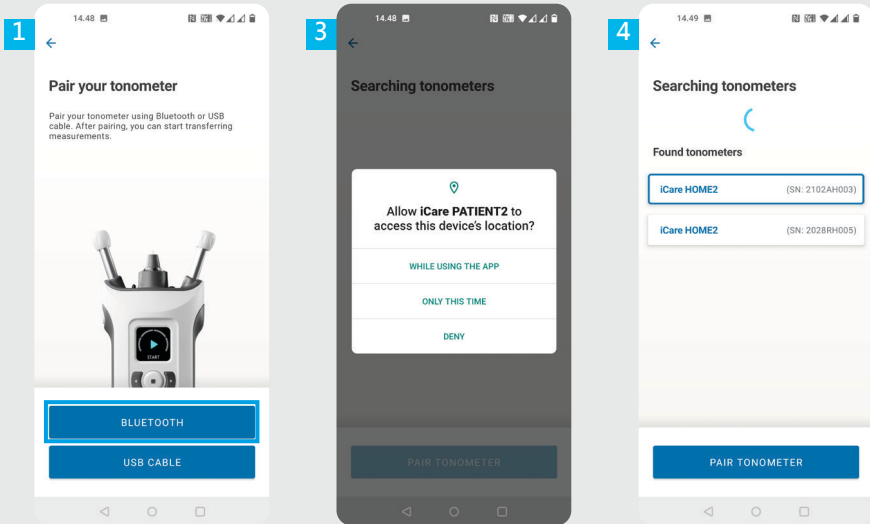 1
14.48
Pair your tonometer
Pair your tonometer using Bluetooth or USB
cable. After pairing, you can start transferring
measurements.
START
BLUETOOTH
USB CABLE
3
14.48
Searching tonometers
Allow iCare PATIENT2 to
access this device's location?
WHILE USING THE APP
ONLY THIS TIME
DENY
PAIR TONOMETER
4
14.49
Searching tonometers
Found tonometers
iCare HOME2 (SN: 2102AH003)
iCare HOME2 (SN: 2028RH005)
PAIR TONOMETER